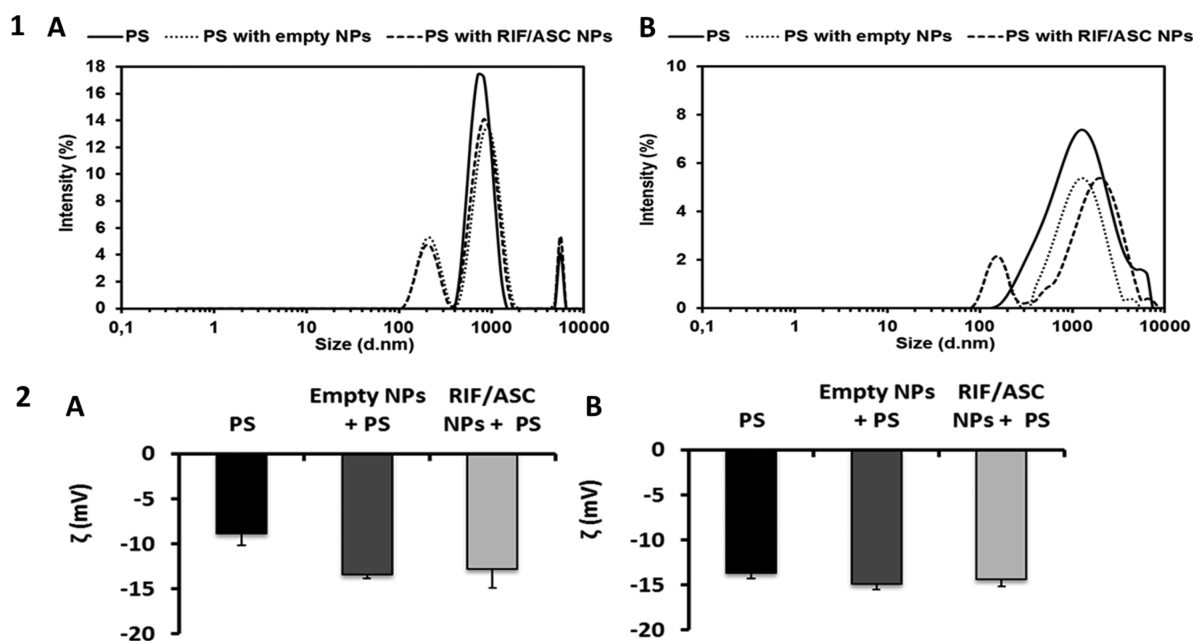 1 A
PS PS with empty NPs PS with RIF/ASC NPs
18
16
14
12
10
8
6
4
2
0
Intensity (%)
0,1 1 10 100 1000 10000
Size (d.nm)
B
PS PS with empty NPs PS with RIF/ASC NPs
10
8
6
4
2
0
Intensity (%)
0,1 1 10 100 1000 10000
Size (d.nm)
2 A
PS
Empty NPs
+ PS
RIF/ASC
NPs + PS
0
-5
-10
-15
-20
ζ (mV)
B
PS
Empty NPs
+ PS
RIF/ASC
NPs + PS
0
-5
-10
-15
-20
ζ (mV)